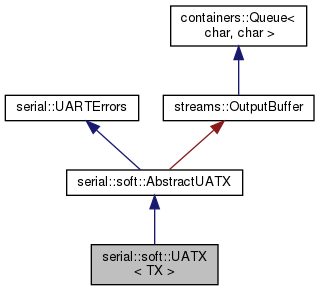 containers::Queue<
char, char >
serial::UARTErrors
streams::OutputBuffer
serial::soft::AbstractUATX
serial::soft::UATX
< TX >